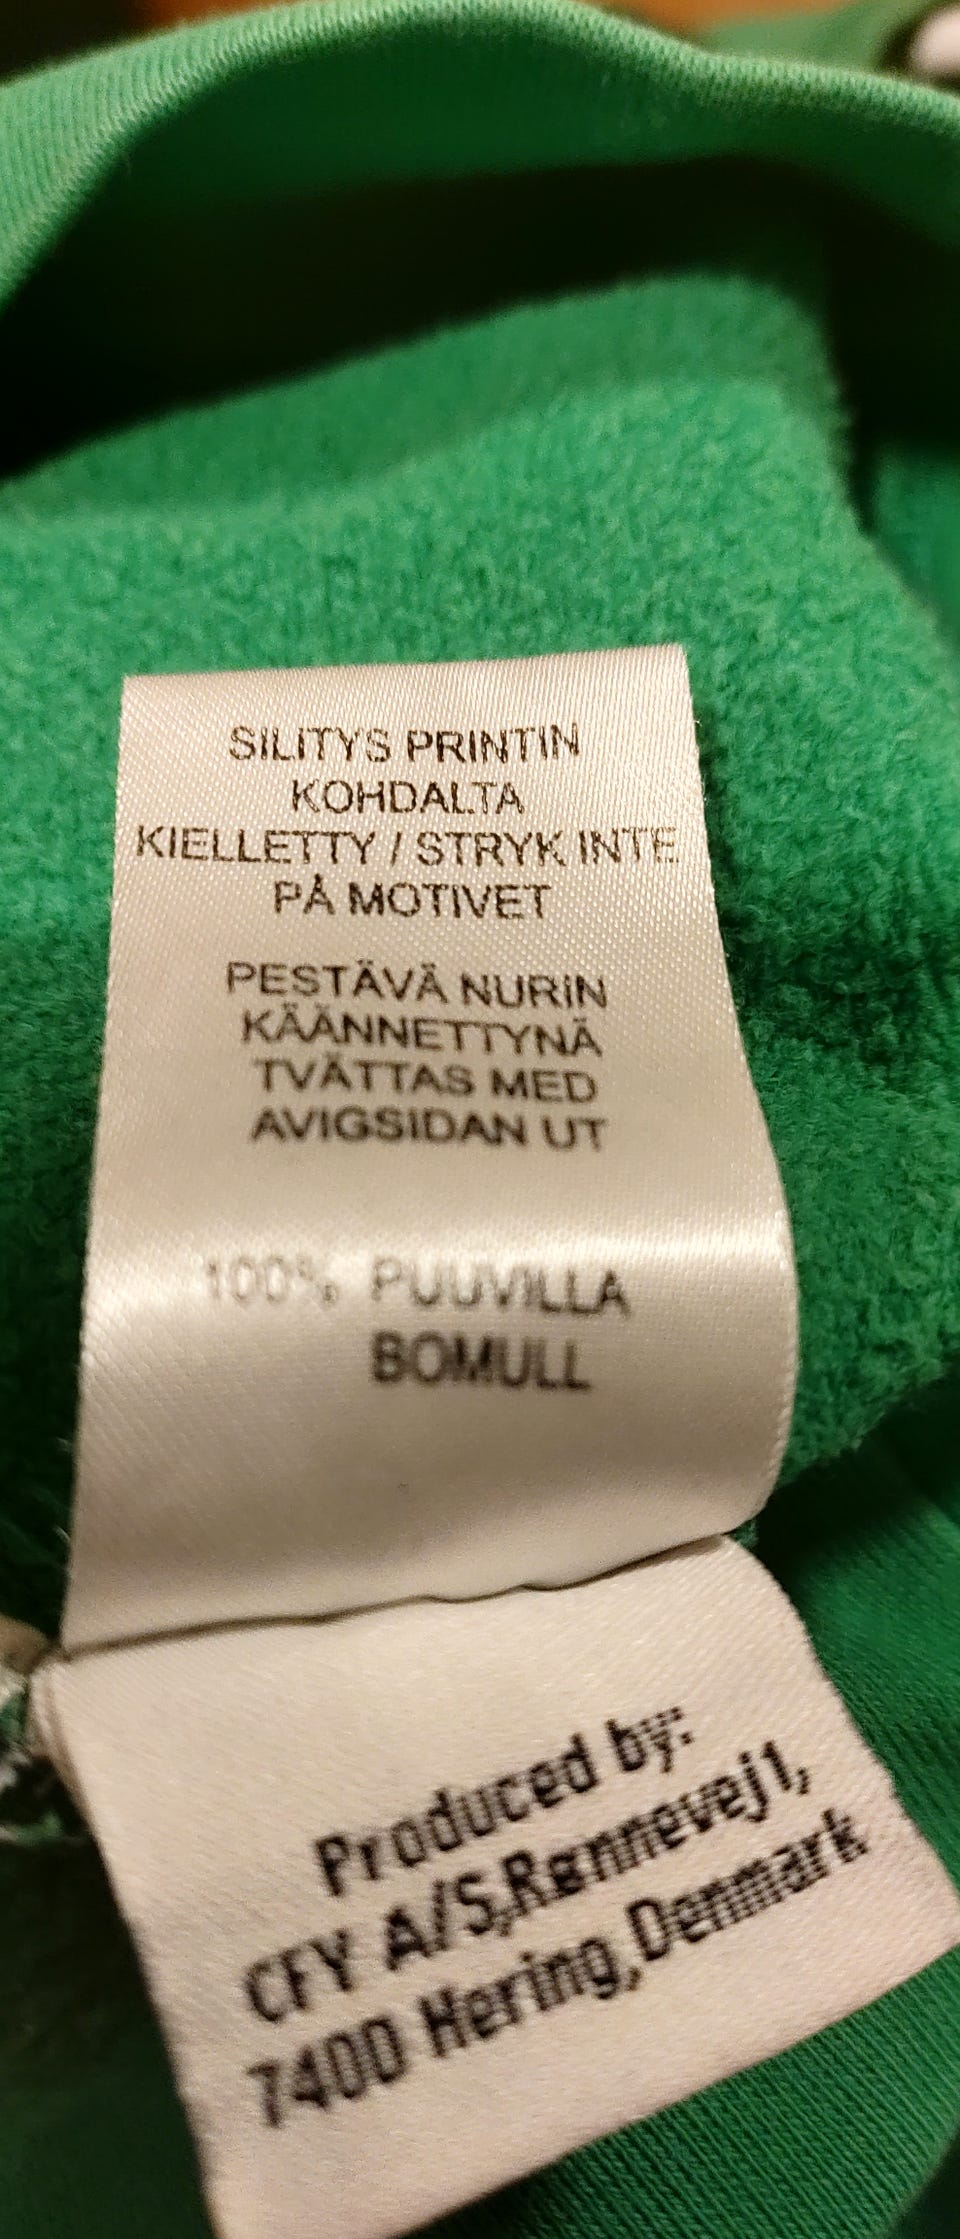 SILITYS PRINTIN
KOHDALTA
KIELLETTY / STRYK INTE
PÅ MOTIVET
PESTÄVÄ NURIN
KÄÄNNETTYNÄ
TVÄTTAS MED
AVIGSIDAN UT
100% PUUVILLA
BOMULL
Produced by:
CFY A/S,Rønnevej1,
7400 Hering,Denmark